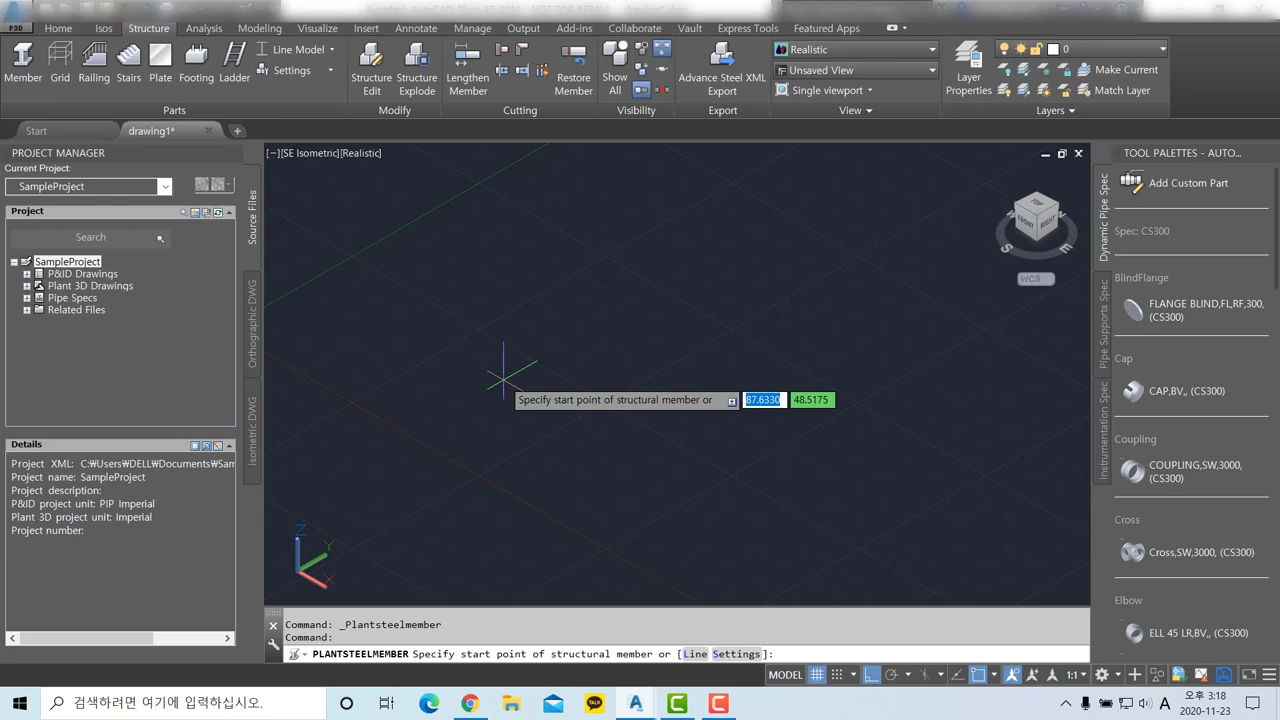 P3D
Home Isos Structure Analysis Modeling Visualize Insert Annotate Manage Output Add-Ins Collaborate Vault Express Tools Featured Apps
Member Grid Railing Stairs Plate Footing Ladder
Line Model
Settings
Parts
Structure Edit
Structure Explode
Modify
Lengthen Member
Restore Member
Cutting
Show All
Visibility
Advance Steel XML
Export
Realistic
Unsaved View
Single viewport
View
Layer Properties
0
Make Current
Match Layer
Layers
Start
drawing1*
PROJECT MANAGER
Current Project:
SampleProject
Project
Search
SampleProject
P&ID Drawings
Plant 3D Drawings
Pipe Specs
Related Files
Source Files
Orthographic DWG
Isometric DWG
Details
Project XML: C:₩Users₩DELL₩Documents₩Sam
Project name: SampleProject
Project description:
P&ID project unit: PIP Imperial
Plant 3D project unit: Imperial
Project number:
[−][SE Isometric][Realistic]
TOP
FRONT
RIGHT
S
E
WCS
Specify start point of structural member or
87.6330
48.5175
Z
Y
X
Command: _Plantsteelmember
Command:
PLANTSTEELMEMBER Specify start point of structural member or [Line Settings]:
TOOL PALETTES - AUTO...
Dynamic Pipe Spec
Pipe Supports Spec
Instrumentation Spec
Add Custom Part
Spec: CS300
BlindFlange
FLANGE BLIND,FL,RF,300,
(CS300)
Cap
CAP,BV,, (CS300)
Coupling
COUPLING,SW,3000,
(CS300)
Cross
Cross,SW,3000, (CS300)
Elbow
ELL 45 LR,BV,, (CS300)
MODEL
1:1
검색하려면 여기에 입력하십시오.
TALK
A
오후 3:18
2020-11-23